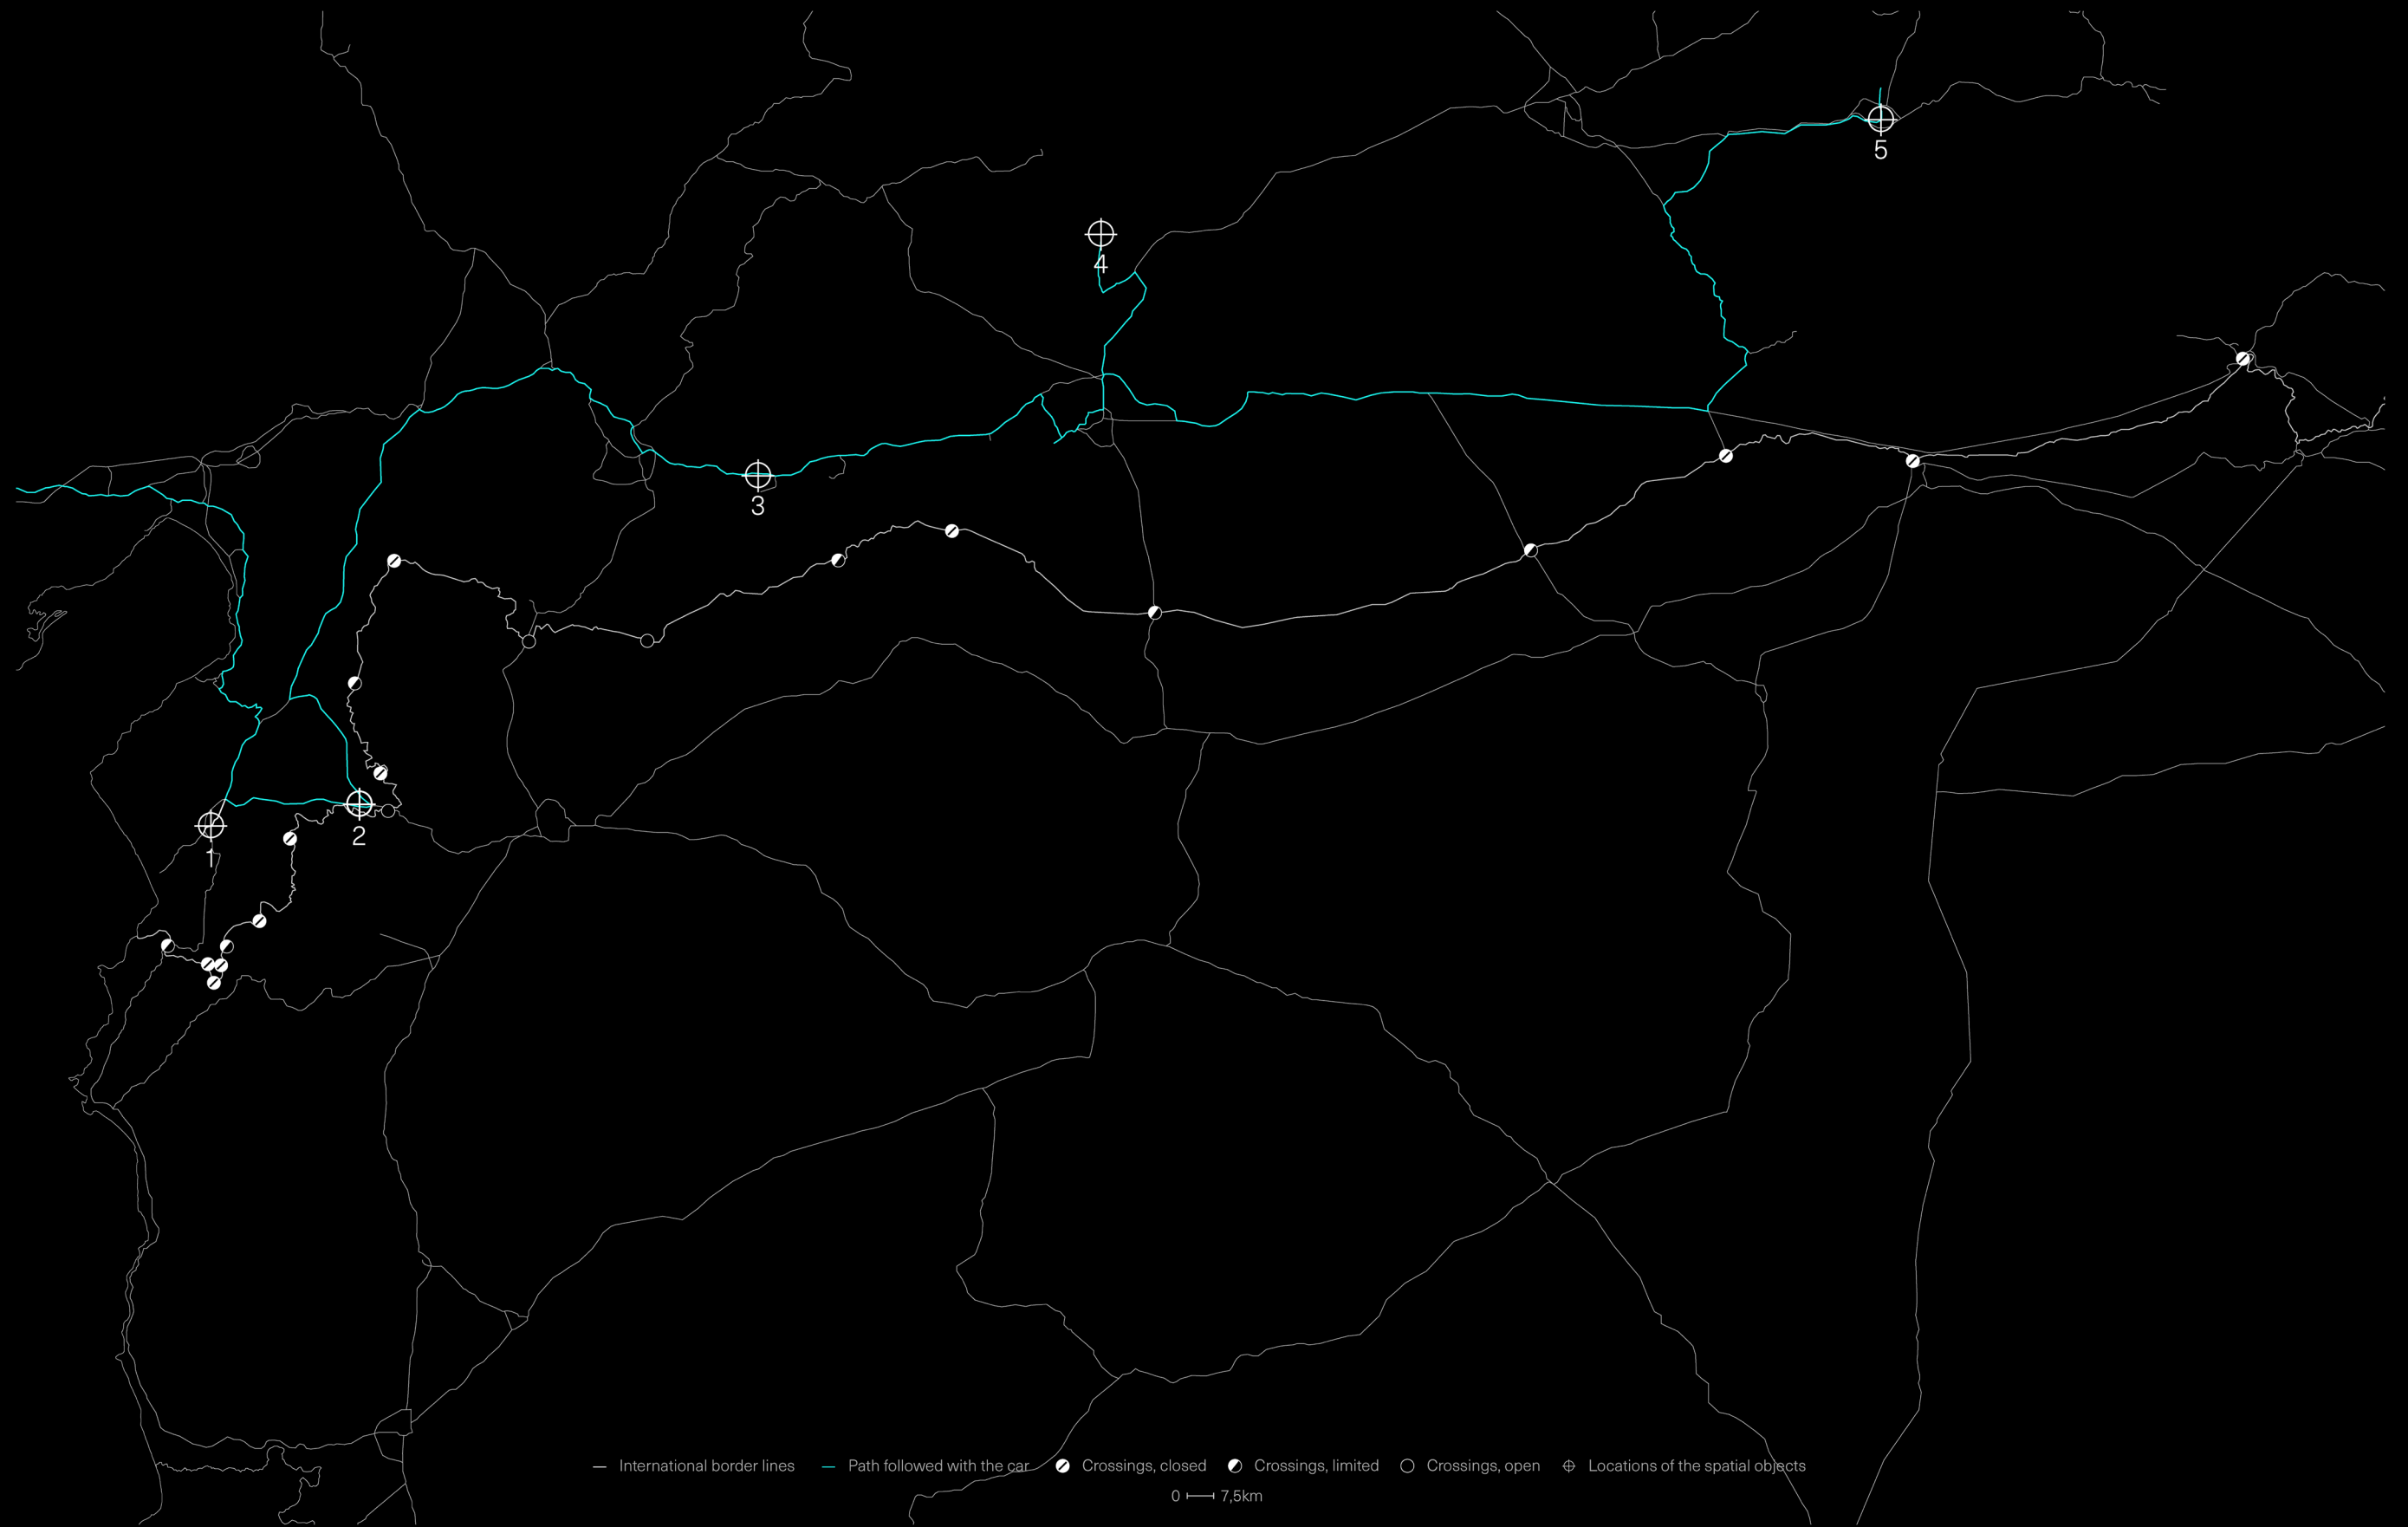 5
4
3
2
1
International border lines
Path followed with the car
Crossings, closed
Crossings, limited
Crossings, open
Locations of the spatial objects
0 7,5km